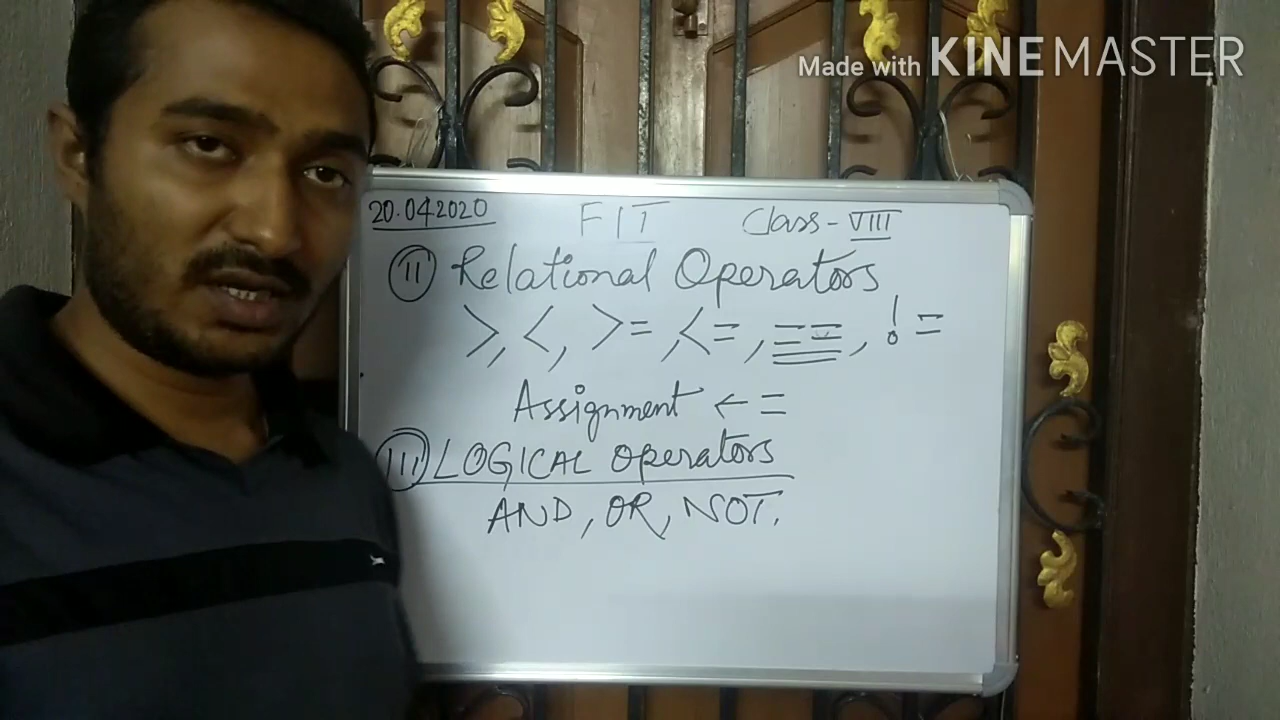 Made with KINEMASTER
20.04.2020 FIT Class-VIII
II Relational Operators
>, <, >=, <=, ==, !=
Assignment ← =
III LOGICAL Operators
AND, OR, NOT.